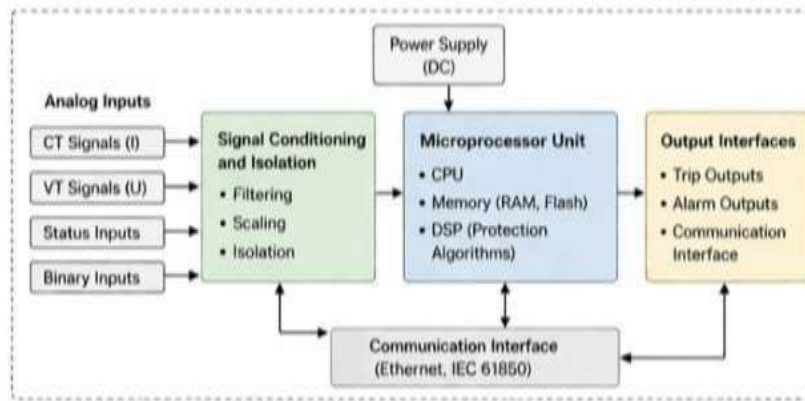 Power Supply
(DC)
Analog Inputs
CT Signals (I)
VT Signals (U)
Status Inputs
Binary Inputs
Signal Conditioning
and Isolation
• Filtering
• Scaling
• Isolation
Microprocessor Unit
• CPU
• Memory (RAM, Flash)
• DSP (Protection
Algorithms)
Output Interfaces
• Trip Outputs
• Alarm Outputs
• Communication
Interface
Communication Interface
(Ethernet, IEC 61850)